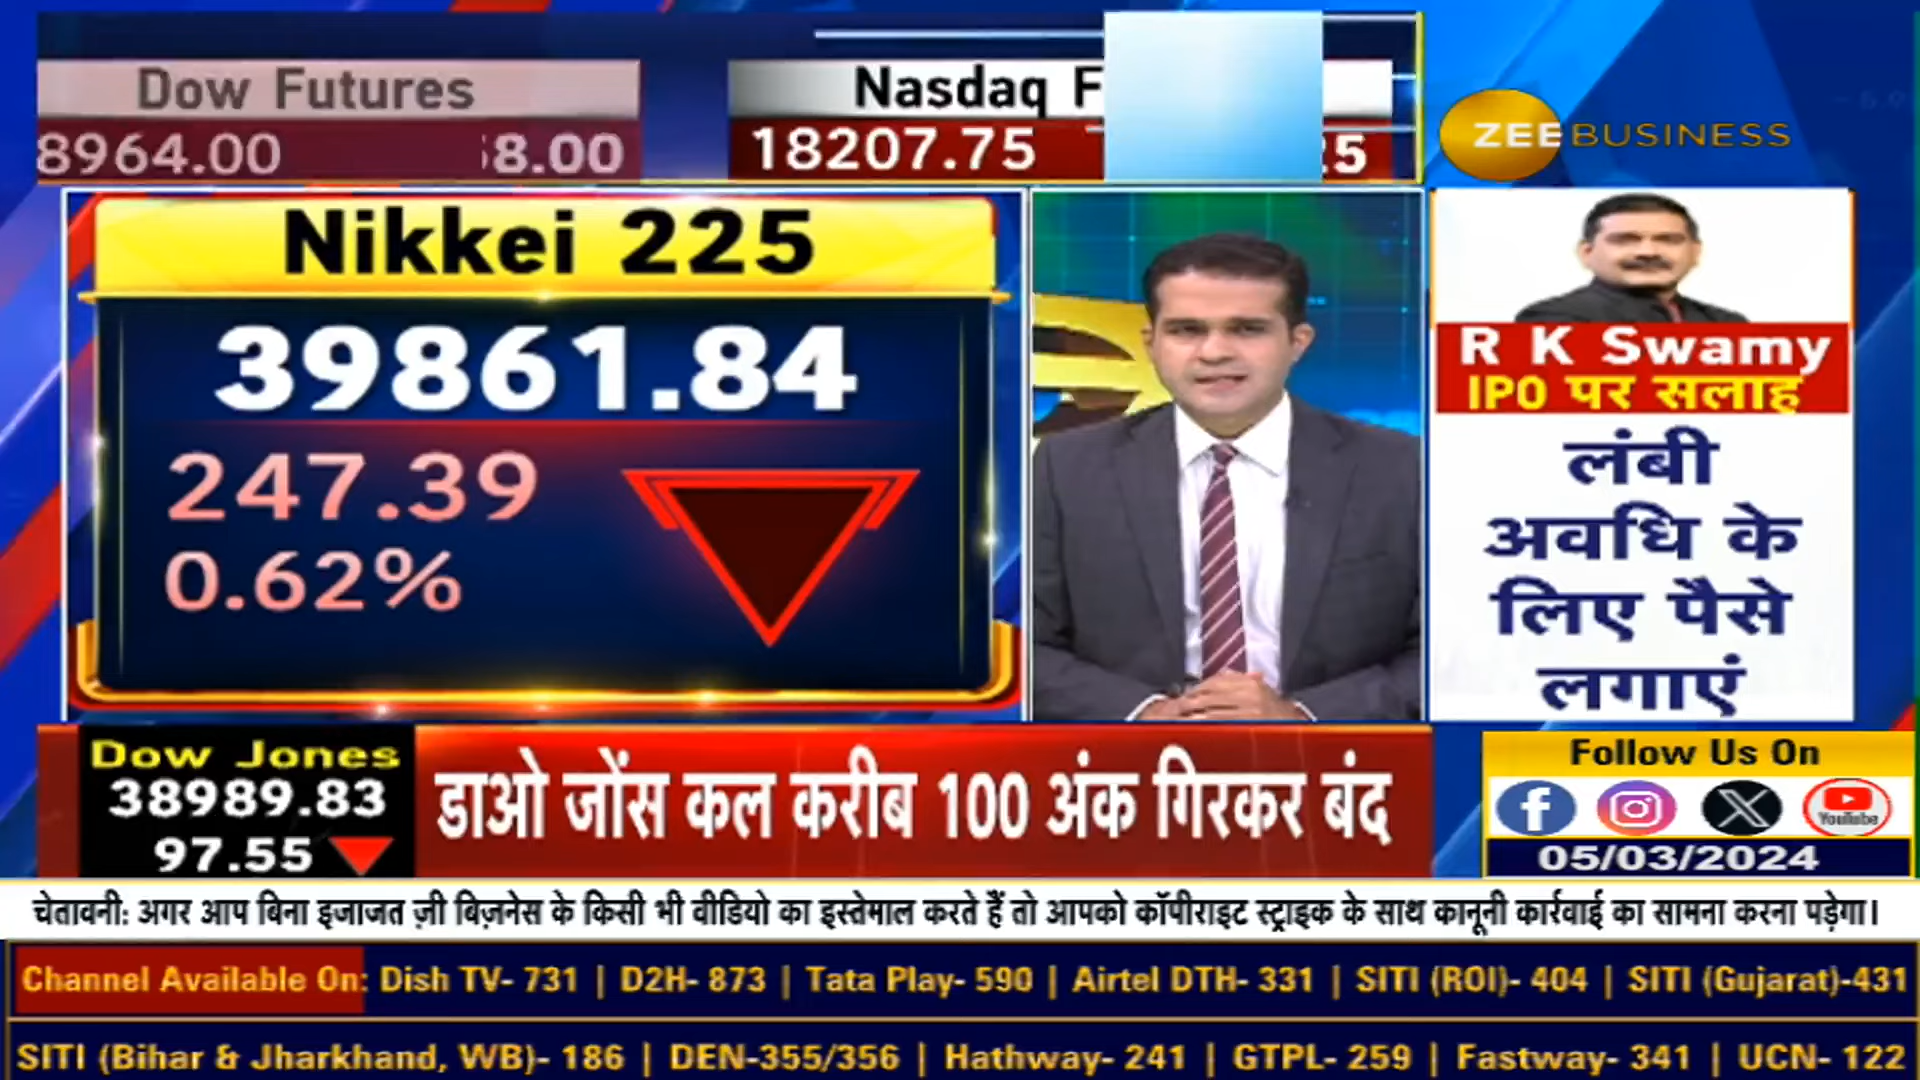 Dow Futures
8964.00
8.00
Nasdaq F
18207.75
25
ZEE BUSINESS
Nikkei 225
39861.84
247.39
0.62%
R K Swamy
IPO पर सलाह
लंबी
अवधि के
लिए पैसे
लगाएं
Dow Jones
38989.83
97.55
डाओ जोंस कल करीब 100 अंक गिरकर बंद
Follow Us On
YouTube
05/03/2024
चेतावनी: अगर आप बिना इजाजत ज़ी बिज़नेस के किसी भी वीडियो का इस्तेमाल करते हैं तो आपको कॉपीराइट स्ट्राइक के साथ कानूनी कार्रवाई का सामना करना पड़ेगा।
Channel Available On: Dish TV- 731 | D2H- 873 | Tata Play- 590 | Airtel DTH- 331 | SITI (ROI)- 404 | SITI (Gujarat)-431
SITI (Bihar & Jharkhand, WB)- 186 | DEN-355/356 | Hathway- 241 | GTPL- 259 | Fastway- 341 | UCN- 122